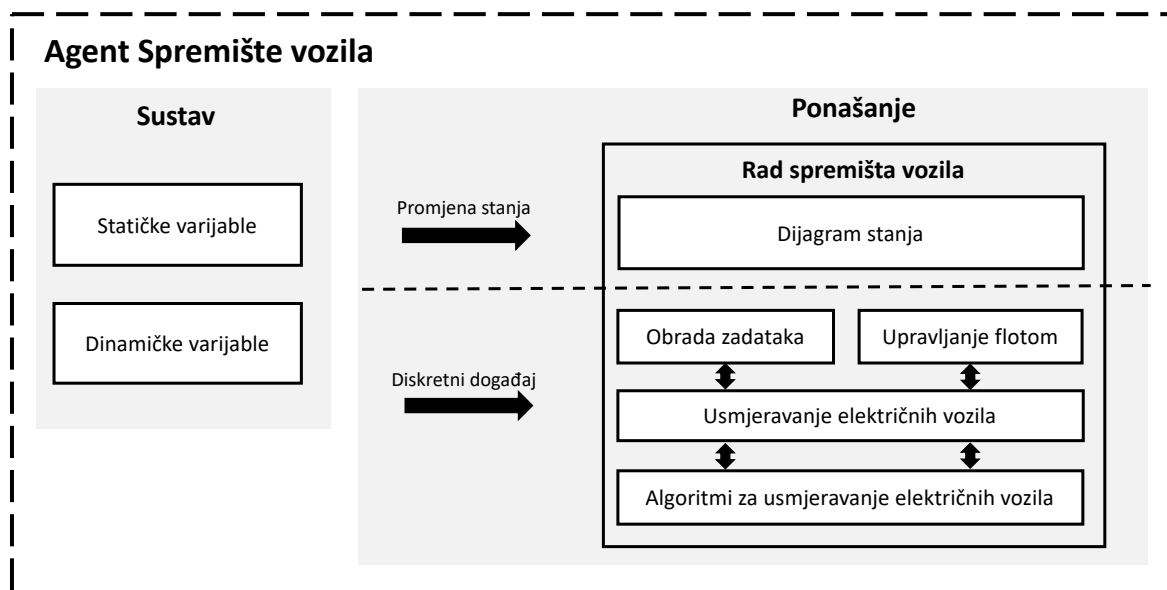 Agent Spremište vozila
Sustav
Statičke varijable
Dinamičke varijable
Ponašanje
Rad spremišta vozila
Promjena stanja
Dijagram stanja
Diskretni događaj
Obrada zadataka
Upravljanje flotom
Usmjeravanje električnih vozila
Algoritmi za usmjeravanje električnih vozila